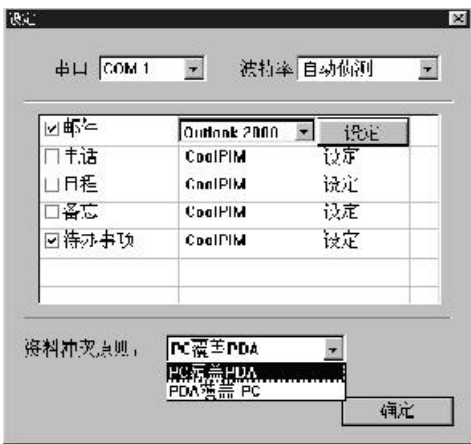 设定
串口 COM 1 波特率 自动侦测
邮件 Outlook 2000 设定
电话 CoolPIM 设定
日程 CoolPIM 设定
备忘 CoolPIM 设定
待办事项 CoolPIM 设定
资料冲突原则： PC覆盖PDA
PC覆盖PDA
PDA覆盖 PC
确定